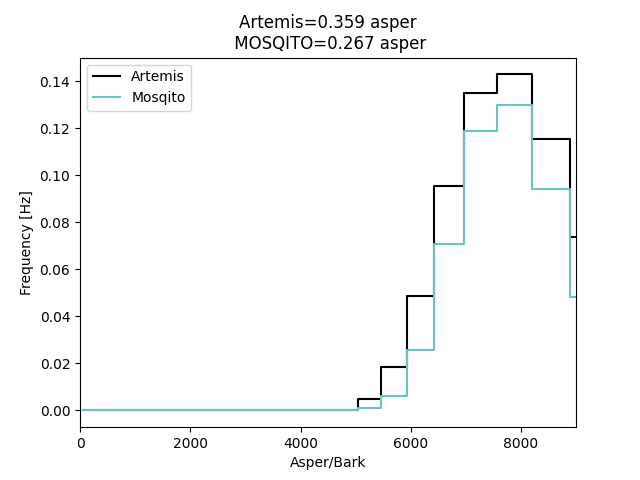 Artemis=0.359 asper
MOSQITO=0.267 asper
Artemis
Mosqito
0.14
0.12
0.10
0.08
0.06
0.04
0.02
0.00
Frequency [Hz]
0 2000 4000 6000 8000
Asper/Bark